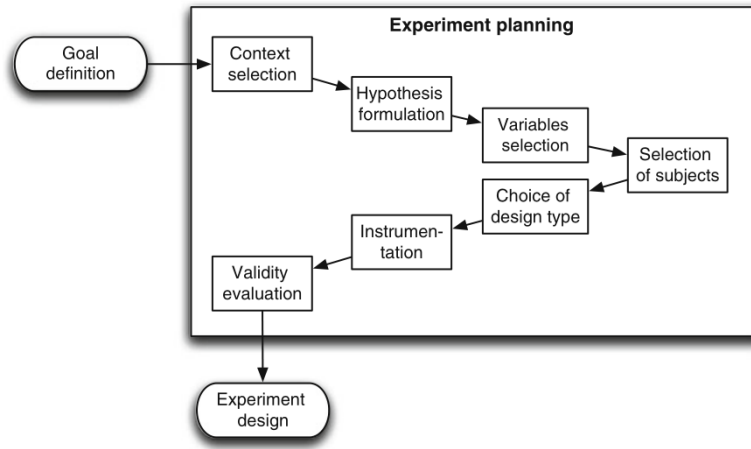 Experiment planning
Goal
definition
Context
selection
Hypothesis
formulation
Variables
selection
Selection
of subjects
Choice of
design type
Instrumen-
tation
Validity
evaluation
Experiment
design